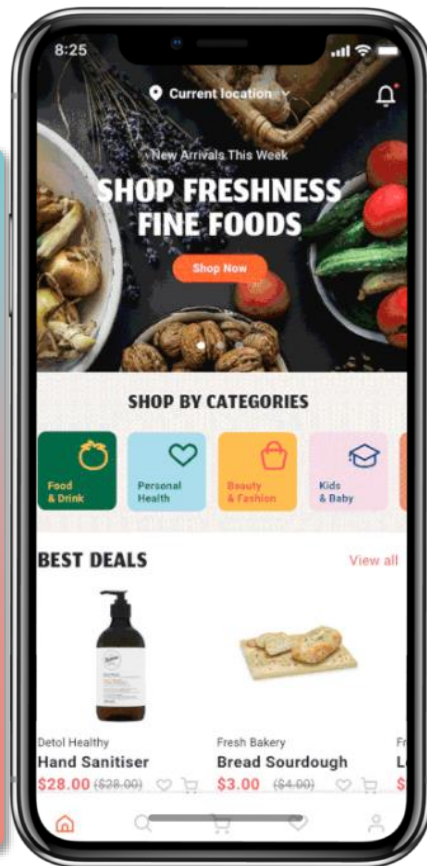 8:25
Current location
New Arrivals This Week
SHOP FRESHNESS
FINE FOODS
Shop Now
SHOP BY CATEGORIES
Food
& Drink
Personal
Health
Beauty
& Fashion
Kids
& Baby
BEST DEALS
View all
Detol Healthy
Fresh Bakery
Fr
Hand Sanitiser
Bread Sourdough
L
$28.00 ($28.00)
$3.00 ($4.00)
$